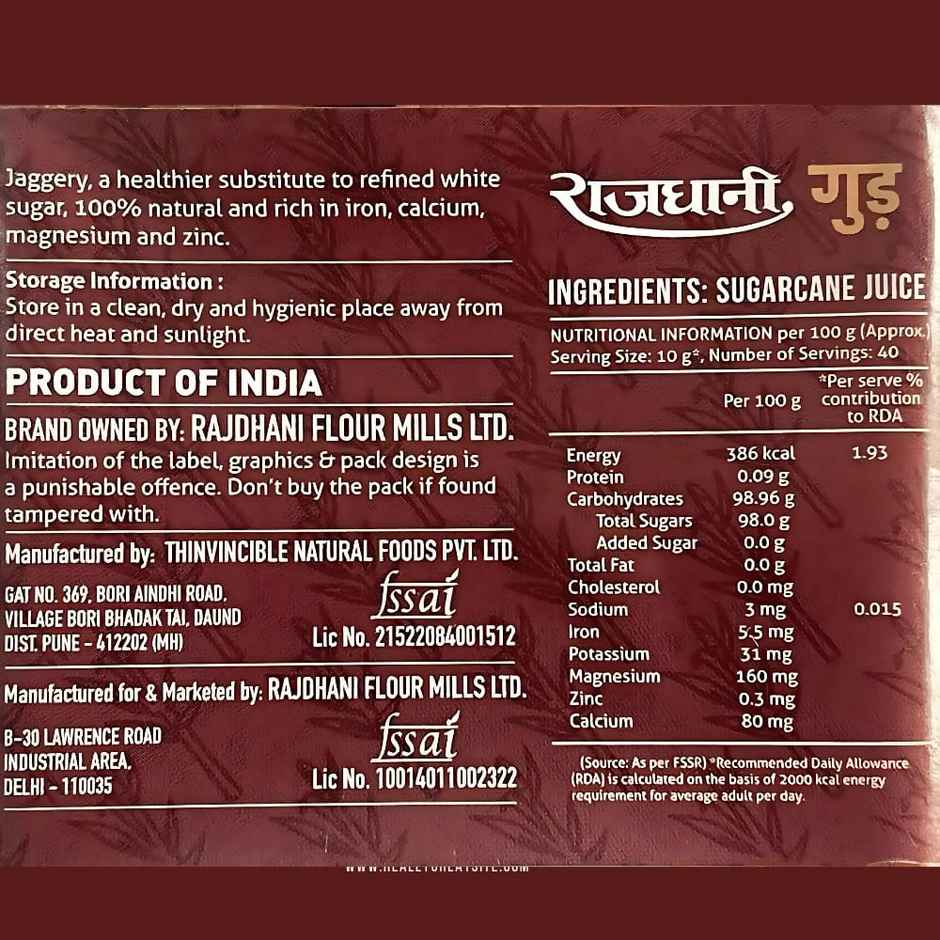 Jaggery, a healthier substitute to refined white
sugar, 100% natural and rich in iron, calcium,
magnesium and zinc.
Storage Information :
Store in a clean, dry and hygienic place away from
direct heat and sunlight.
PRODUCT OF INDIA
BRAND OWNED BY: RAJDHANI FLOUR MILLS LTD.
Imitation of the label, graphics & pack design is
a punishable offence. Don't buy the pack if found
tampered with.
Manufactured by: THINVINCIBLE NATURAL FOODS PVT. LTD.
GAT NO. 369, BORI AINDHI ROAD,
VILLAGE BORI BHADAK TAL, DAUND
DIST. PUNE - 412202 (MH)
fssai
Lic No. 21522084001512
Manufactured for & Marketed by: RAJDHANI FLOUR MILLS LTD.
B-30 LAWRENCE ROAD
INDUSTRIAL AREA,
DELHI - 110035
fssai
Lic No. 10014011002322
राजधानी गुड़
INGREDIENTS: SUGARCANE JUICE
NUTRITIONAL INFORMATION per 100 g (Approx.)
Serving Size: 10 g*, Number of Servings: 40
Per 100 g
*Per serve %
contribution
to RDA
Energy 386 kcal 1.93
Protein 0.09 g
Carbohydrates 98.96 g
Total Sugars 98.0 g
Added Sugar 0.0 g
Total Fat 0.0 g
Cholesterol 0.0 mg
Sodium 3 mg 0.015
Iron 5.5 mg
Potassium 31 mg
Magnesium 160 mg
Zinc 0.3 mg
Calcium 80 mg
(Source: As per FSSR) *Recommended Daily Allowance
(RDA) is calculated on the basis of 2000 kcal energy
requirement for average adult per day.